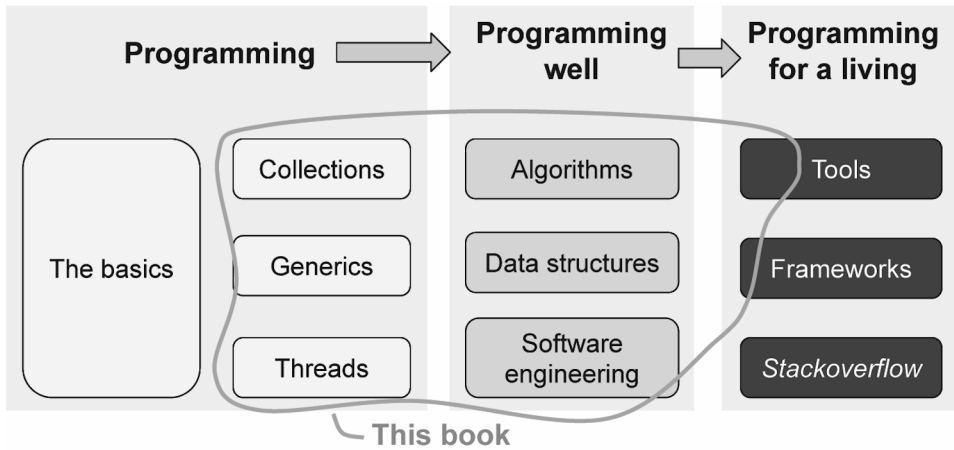 Programming
Programming
well
Programming
for a living
The basics
Collections
Generics
Threads
Algorithms
Data structures
Software
engineering
Tools
Frameworks
Stackoverflow
This book